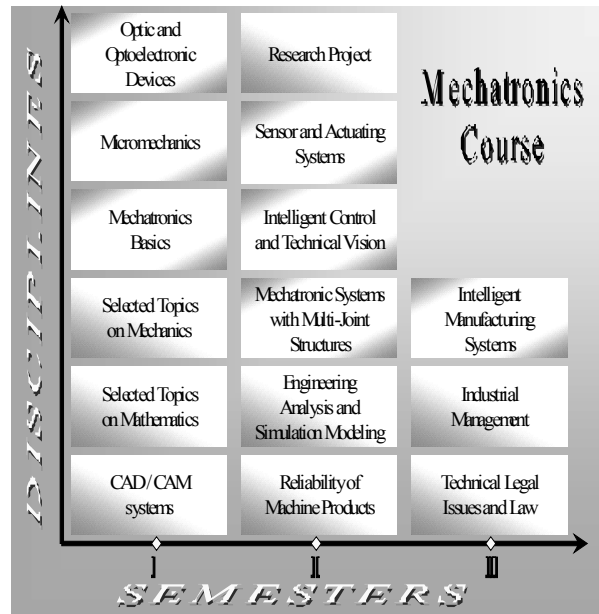 Optic and
Optoelectronic
Devices
Research Project
Mechatronics
Course
Micromechanics
Sensor and Actuating
Systems
Mechatronics
Basics
Intelligent Control
and Technical Vision
Selected Topics
on Mechanics
Mechatronic Systems
with Multi-Joint
Structures
Intelligent
Manufacturing
Systems
Selected Topics
on Mathematics
Engineering
Analysis and
Simulation Modeling
Industrial
Management
CAD/CAM
systems
Reliability of
Machine Products
Technical Legal
Issues and Law
DISCIPLINES
I
II
III
SEMESTERS